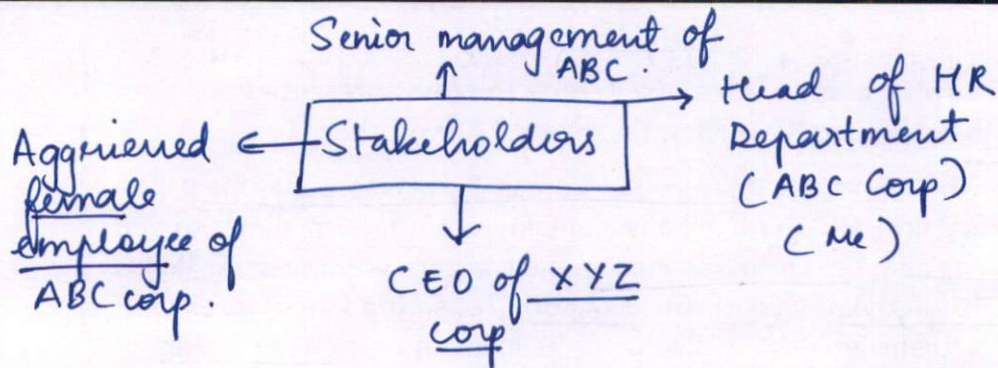 Senior management of
ABC.
Stakeholders
Head of HR
Department
(ABC Corp)
(Me)
Aggrieved
female
employee of
ABC corp.
CEO of XYZ
corp